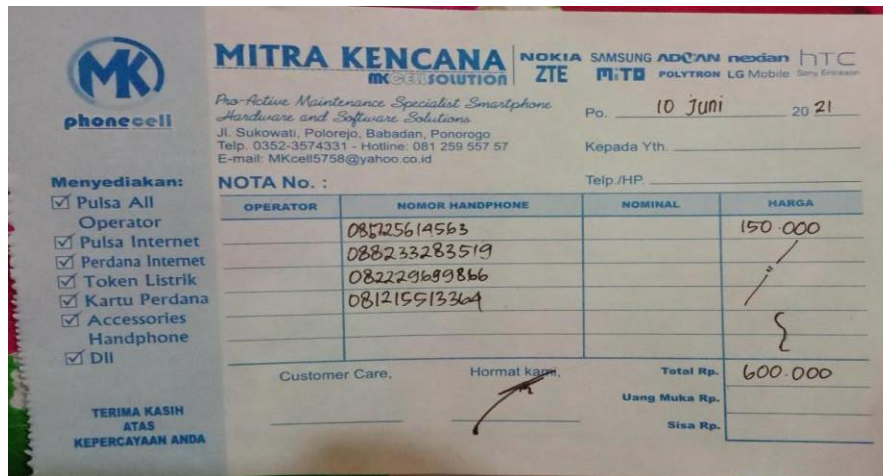 MK
phonecell
MITRA KENCANA
MK CELL SOLUTION
NOKIA SAMSUNG ADVAN nexian hTC
ZTE MiTO POLYTRON LG Mobile Sony Ericsson
Pro-Active Maintenance Specialist Smartphone
Hardware and Software Solutions
Jl. Sukowati, Polorejo, Babadan, Ponorogo
Telp. 0352-3574331 - Hotline: 081 259 557 57
E-mail: MKcell5758@yahoo.co.id
Po. 10 Juni 20 21
Kepada Yth.
Telp./HP.
NOTA No. :
Menyediakan:
Pulsa All
Operator
Pulsa Internet
Perdana Internet
Token Listrik
Kartu Perdana
Accessories
Handphone
Dll
TERIMA KASIH
ATAS
KEPERCAYAAN ANDA
OPERATOR NOMOR HANDPHONE NOMINAL HARGA
150.000
088233283519
082229699866
081215513364
Customer Care, Hormat kami,
Total Rp. 600.000
Uang Muka Rp.
Sisa Rp.